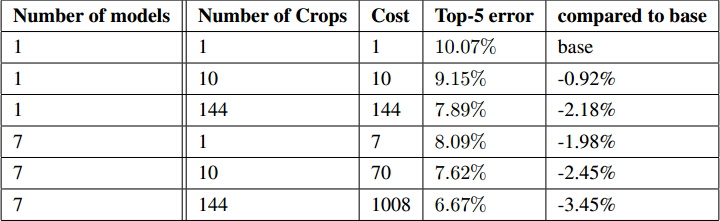 Number of models Number of Crops Cost Top-5 error compared to base
1 1 1 10.07% base
1 10 10 9.15% -0.92%
1 144 144 7.89% -2.18%
7 1 7 8.09% -1.98%
7 10 70 7.62% -2.45%
7 144 1008 6.67% -3.45%